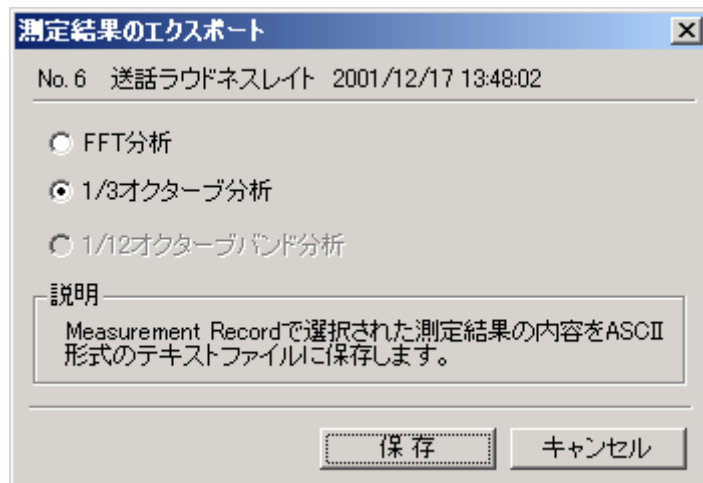 測定結果のエクスポート
No. 6 送話ラウドネスレイト 2001/12/17 13:48:02
FFT分析
1/3オクターブ分析
1/12オクターブバンド分析
説明
Measurement Recordで選択された測定結果の内容をASCII
形式のテキストファイルに保存します。
保存 キャンセル